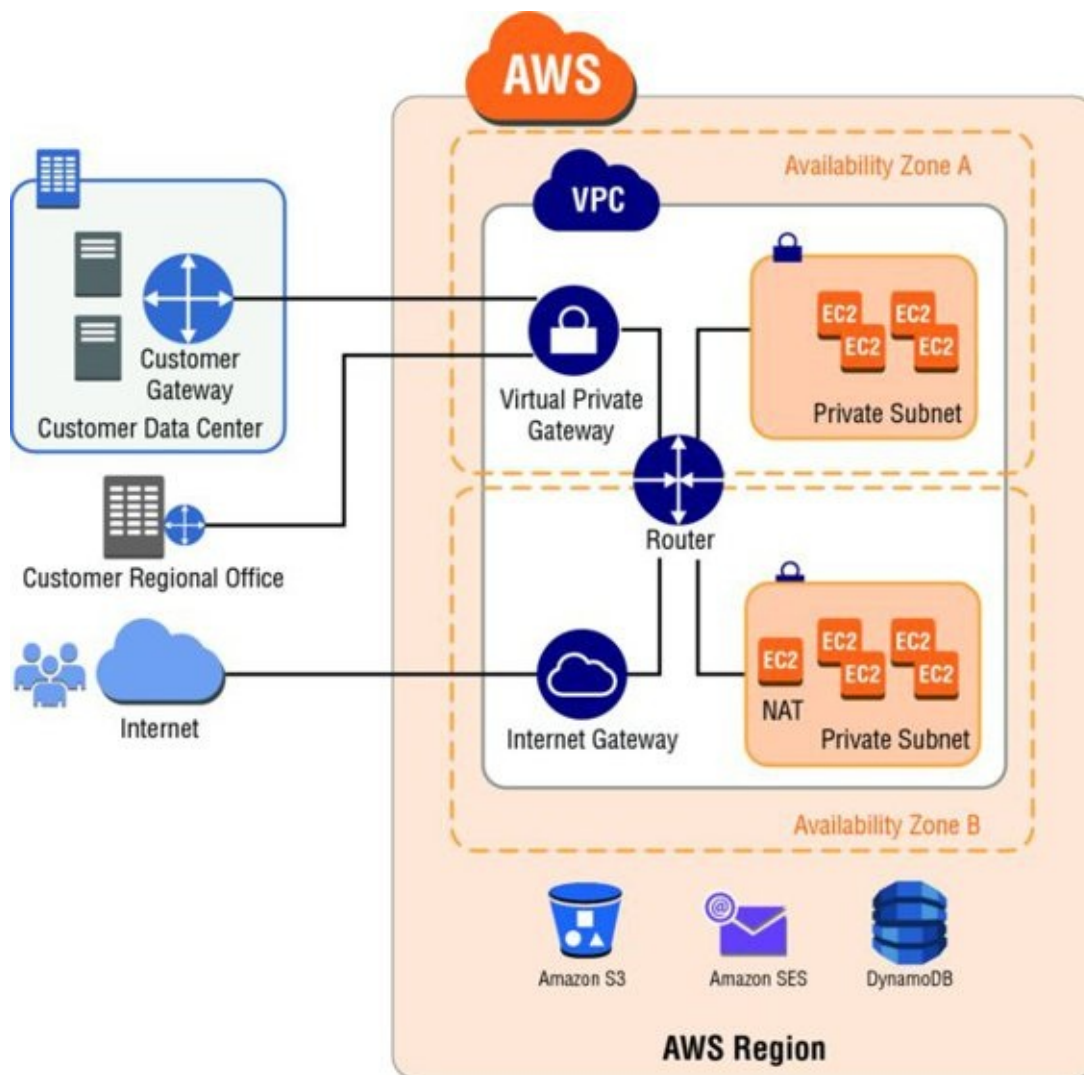 AWS
Availability Zone A
VPC
EC2
EC2
EC2
EC2
Private Subnet
Customer
Gateway
Customer Data Center
Virtual Private
Gateway
Router
Customer Regional Office
Internet
Internet Gateway
EC2
NAT
EC2
EC2
EC2
EC2
Private Subnet
Availability Zone B
@
Amazon S3
Amazon SES
DynamoDB
AWS Region